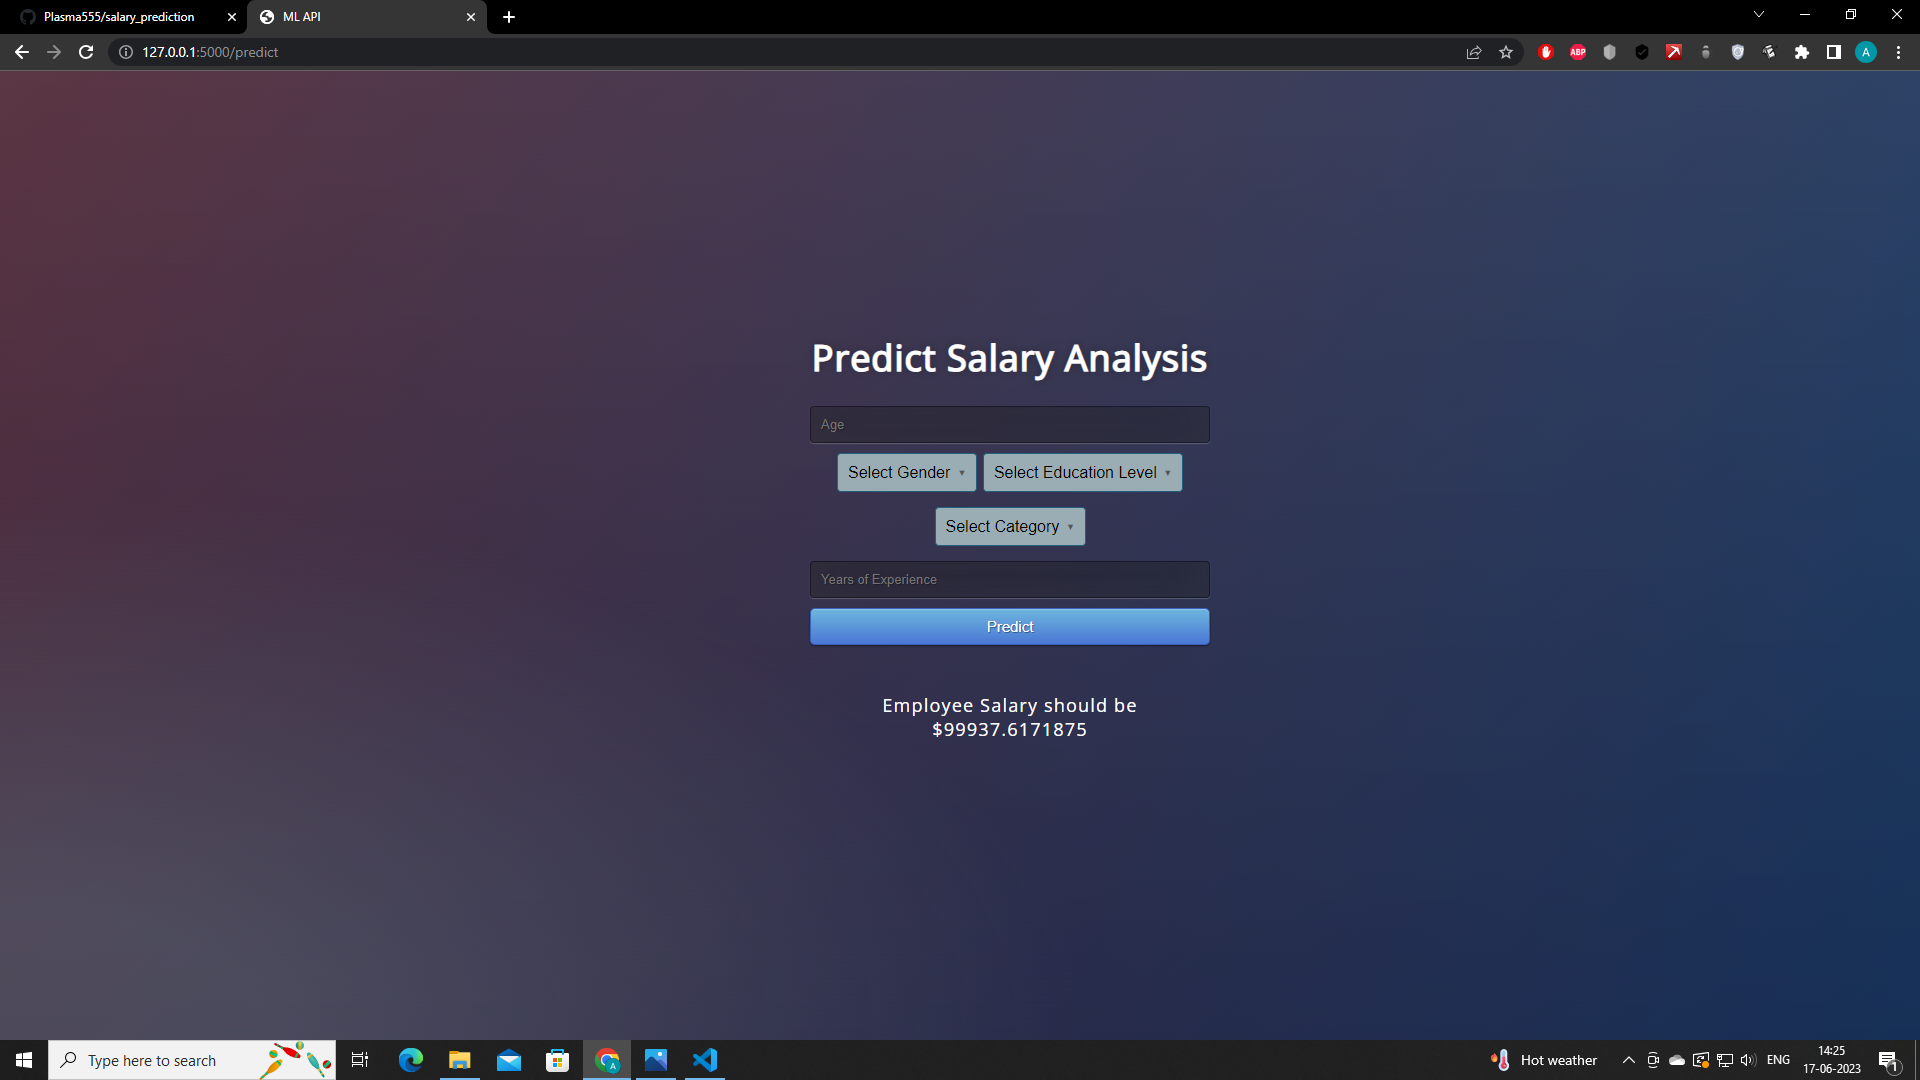 Plasma555/salary_prediction
ML API
127.0.0.1:5000/predict
ABP
A
Predict Salary Analysis
Age
Select Gender
Select Education Level
Select Category
Years of Experience
Predict
Employee Salary should be
$99937.6171875
Type here to search
A
Hot weather
ENG
14:25
17-06-2023
1